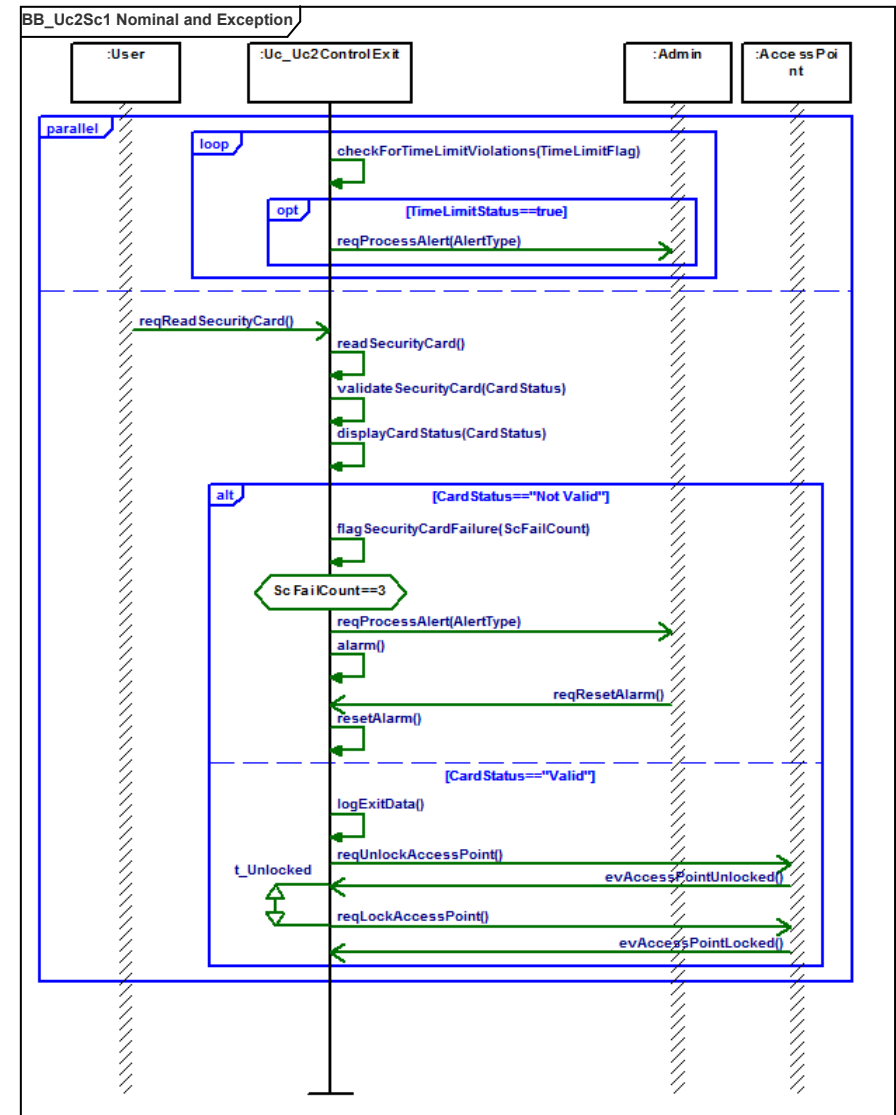 BB_Uc2Sc1 Nominal and Exception
:User
:Uc_Uc2ControlExit
:Admin
:AccessPoi
nt
parallel
loop
checkForTimeLimitViolations(TimeLimitFlag)
opt
[TimeLimitStatus==true]
reqProcessAlert(AlertType)
reqReadSecurityCard()
readSecurityCard()
validateSecurityCard(CardStatus)
displayCardStatus(CardStatus)
alt
[CardStatus=="Not Valid"]
flagSecurityCardFailure(ScFailCount)
ScFailCount==3
reqProcessAlert(AlertType)
alarm()
reqResetAlarm()
resetAlarm()
[CardStatus=="Valid"]
logExitData()
reqUnlockAccessPoint()
t_Unlocked
evAccessPointUnlocked()
reqLockAccessPoint()
evAccessPointLocked()